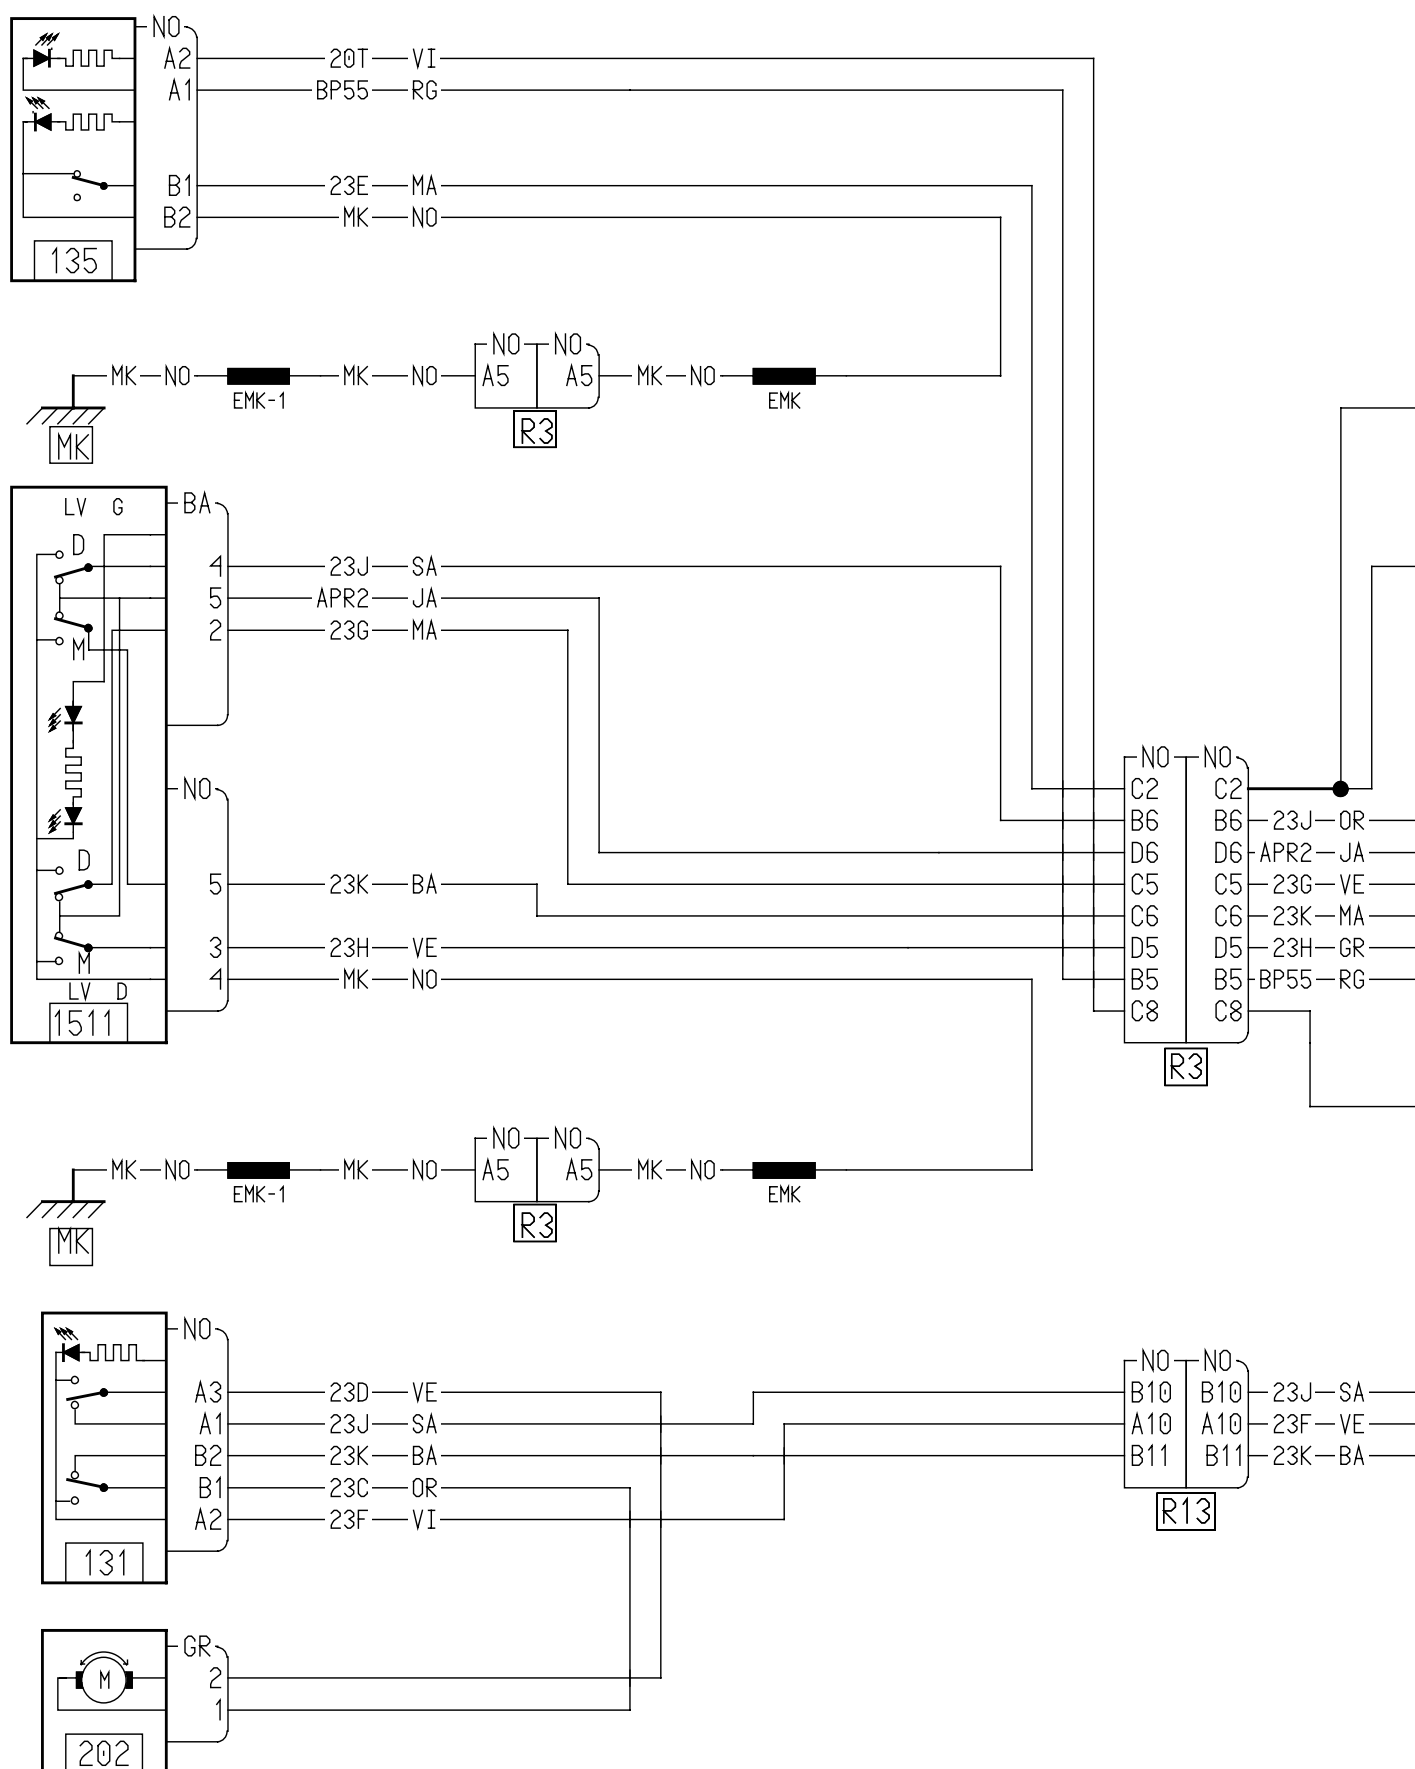 NO
A2 20T VI
A1 BP55 RG
B1 23E MA
B2 MK NO
135
NO NO
MK NO MK NO A5 A5 MK NO
EMK-1 EMK
R3
MK
LV G BA
D
4 23J SA
5 APR2 JA
2 23G MA
M
NO NO
NO C2 C2
B6 B6 23J OR
D6 D6 APR2 JA
D
5 23K BA C5 C5 23G VE
C6 C6 23K MA
3 23H VE D5 D5 23H GR
M
4 MK NO B5 B5 BP55 RG
LV D
C8 C8
1511
R3
NO NO
MK NO MK NO A5 A5 MK NO
EMK-1 EMK
R3
MK
NO
NO NO
A3 23D VE B10 B10 23J SA
A1 23J SA A10 A10 23F VE
B2 23K BA B11 B11 23K BA
B1 23C OR
A2 23F VI R13
131
GR
M 2
1
202